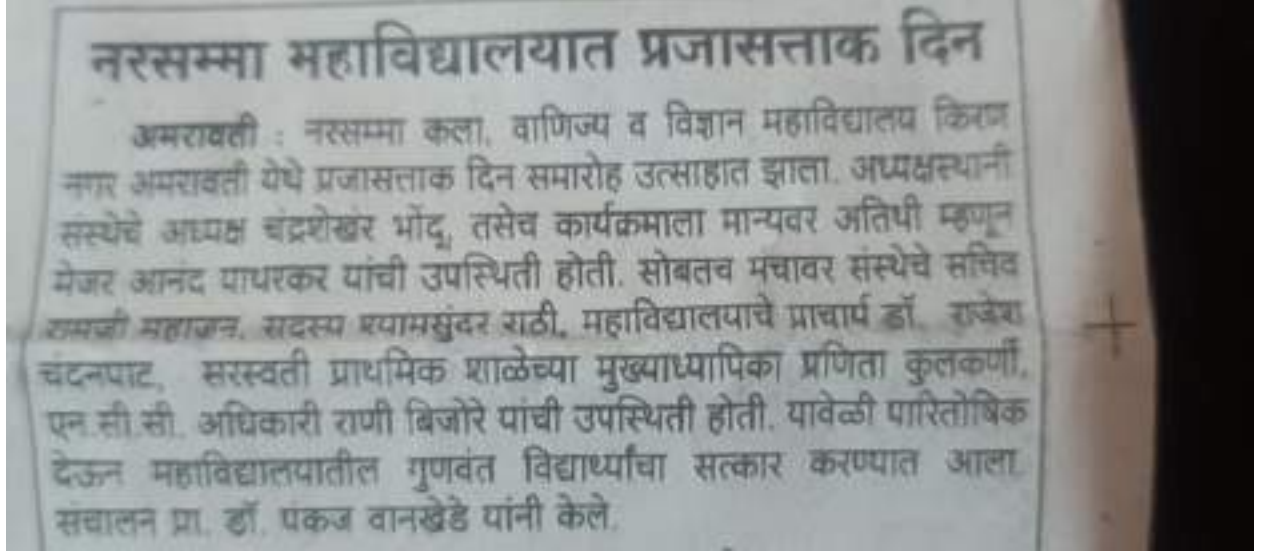 नरसम्मा महाविद्यालयात प्रजासत्ताक दिन
अमरावती : नरसम्मा कला, वाणिज्य व विज्ञान महाविद्यालय किरण
नगर अमरावती येथे प्रजासत्ताक दिन समारोह उत्साहात झाला. अध्यक्षस्थानी
संस्थेचे अध्यक्ष चंद्रशेखर भोंदू, तसेच कार्यक्रमाला मान्यवर अतिथी म्हणून
मेजर आनंद पाथरकर यांची उपस्थिती होती. सोबतच मंचावर संस्थेचे सचिव
रामजी महाजन, सदस्य श्यामसुंदर राठी, महाविद्यालयाचे प्राचार्य डॉ. राजेश
चंदनपाट, सरस्वती प्राथमिक शाळेच्या मुख्याध्यापिका प्रणिता कुलकर्णी,
एन.सी.सी. अधिकारी राणी बिजोरे यांची उपस्थिती होती. यावेळी पारितोषिक
देऊन महाविद्यालयातील गुणवंत विद्यार्थ्यांचा सत्कार करण्यात आला.
संचालन प्रा. डॉ. पंकज वानखेडे यांनी केले.